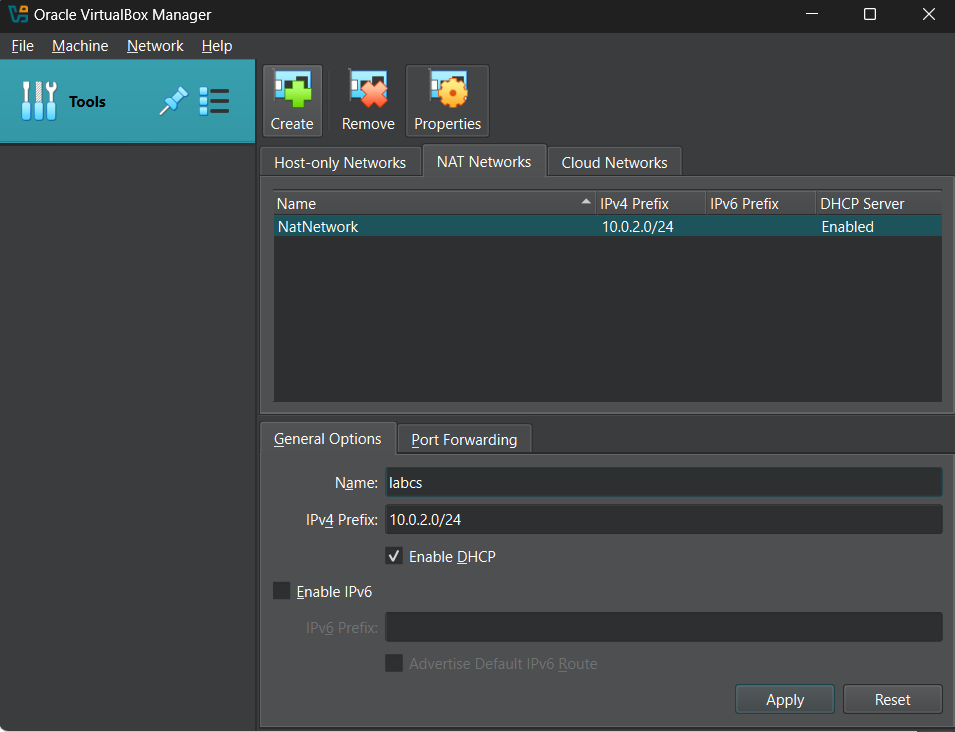 Oracle VirtualBox Manager
File Machine Network Help
Tools
Create Remove Properties
Host-only Networks NAT Networks Cloud Networks
Name IPv4 Prefix IPv6 Prefix DHCP Server
NatNetwork 10.0.2.0/24 Enabled
General Options Port Forwarding
Name: labcs
IPv4 Prefix: 10.0.2.0/24
Enable DHCP
Enable IPv6
IPv6 Prefix:
Advertise Default IPv6 Route
Apply Reset